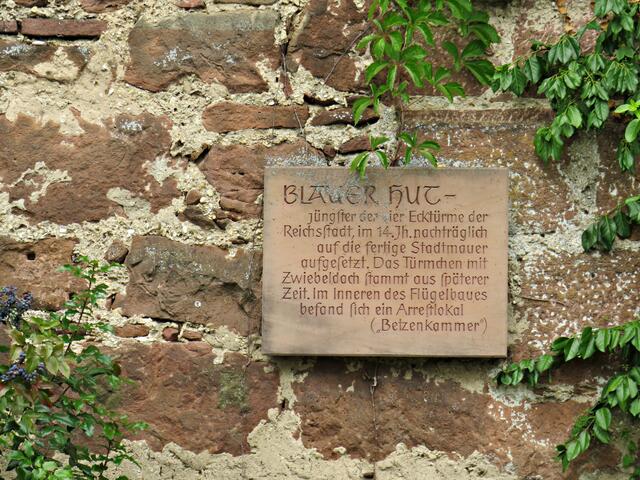 BLAUER HUT-
jüngſter der vier Ecktürme der
Reichsſtadt, im 14. Jh. nachträglich
auf die fertige Stadtmauer
aufgeſetzt. Das Türmchen mit
Zwiebeldach ſtammt aus ſpäterer
Zeit. Im Inneren des Flügelbaues
befand ſich ein Arreſtlokal
(„Betzenkammer”)